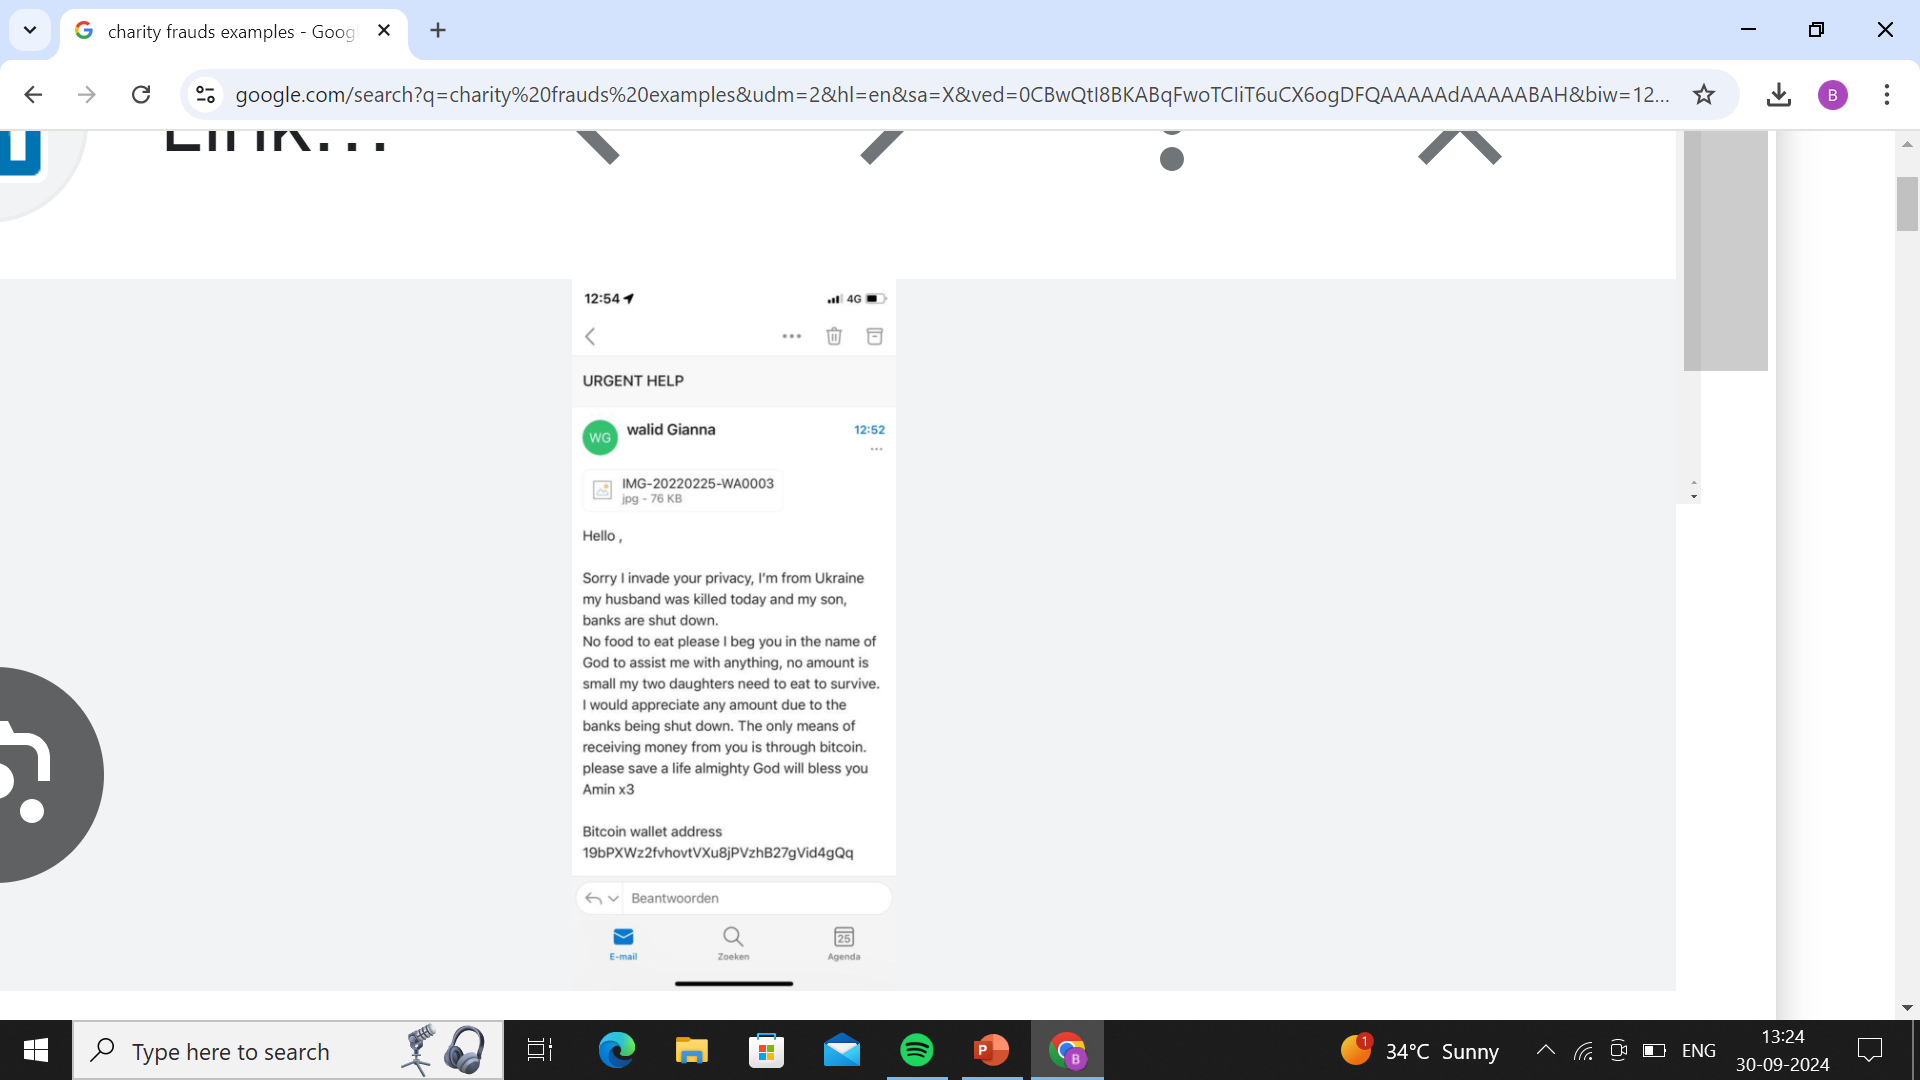 charity frauds examples - Goog
google.com/search?q=charity%20frauds%20examples&udm=2&hl=en&sa=X&ved=0CBwQtI8BKABqFwoTCIiT6uCX6ogDFQAAAAAdAAAAABAH&biw=12...
B
Link...
12:54
4G
URGENT HELP
WG
walid Gianna
12:52
IMG-20220225-WA0003
jpg - 76 KB
Hello ,
Sorry I invade your privacy, I'm from Ukraine
my husband was killed today and my son,
banks are shut down.
No food to eat please I beg you in the name of
God to assist me with anything, no amount is
small my two daughters need to eat to survive.
I would appreciate any amount due to the
banks being shut down. The only means of
receiving money from you is through bitcoin.
please save a life almighty God will bless you
Amin x3
Bitcoin wallet address
19bPXWz2fvhovtVXu8jPVzhB27gVid4gQq
Beantwoorden
25
E-mail
Zoeken
Agenda
Type here to search
P
B
1
34°C Sunny
ENG
13:24
30-09-2024